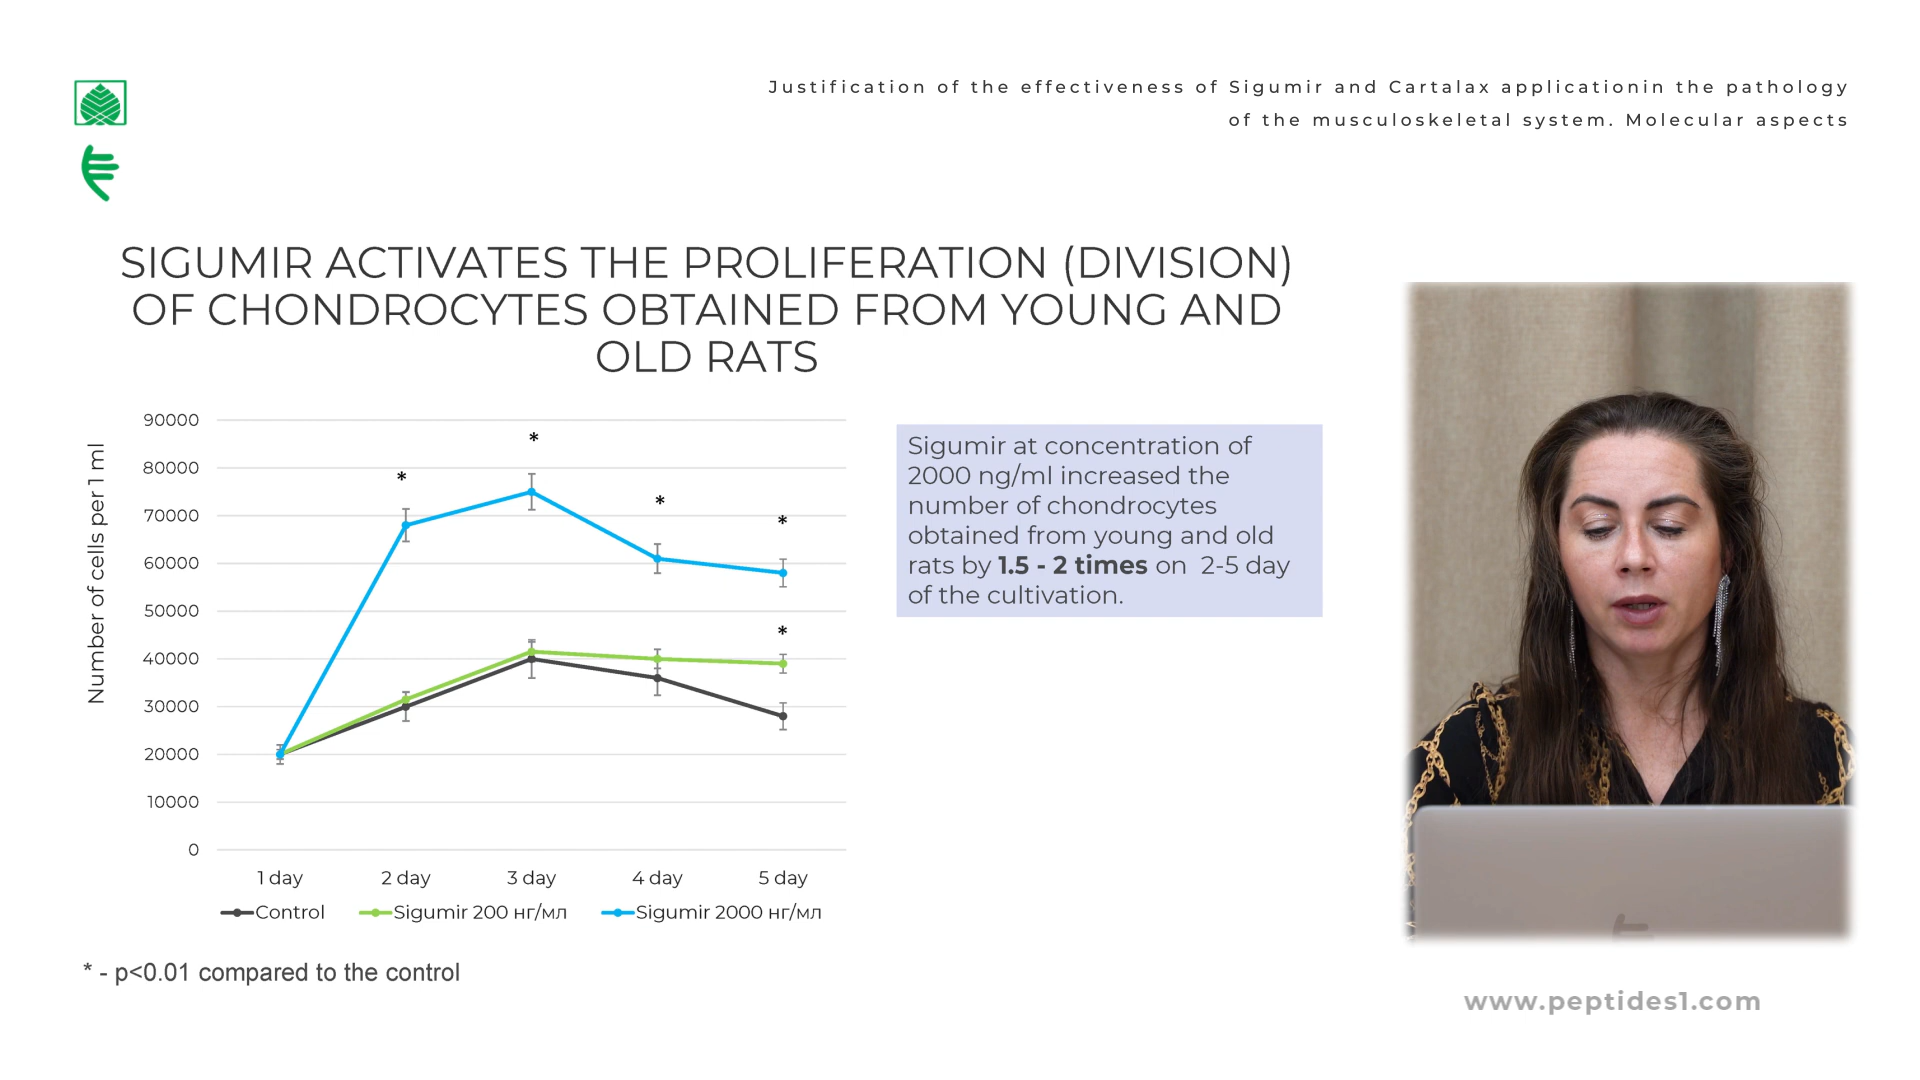 Justification of the effectiveness of Sigumir and Cartalax applicationin the pathology
of the musculoskeletal system. Molecular aspects
SIGUMIR ACTIVATES THE PROLIFERATION (DIVISION)
OF CHONDROCYTES OBTAINED FROM YOUNG AND
OLD RATS
Number of cells per 1 ml
90000
80000
70000
60000
50000
40000
30000
20000
10000
0
*
*
*
*
*
1 day 2 day 3 day 4 day 5 day
Control Sigumir 200 нг/мл Sigumir 2000 нг/мл
* - p<0.01 compared to the control
Sigumir at concentration of
2000 ng/ml increased the
number of chondrocytes
obtained from young and old
rats by 1.5 - 2 times on 2-5 day
of the cultivation.
www.peptides1.com